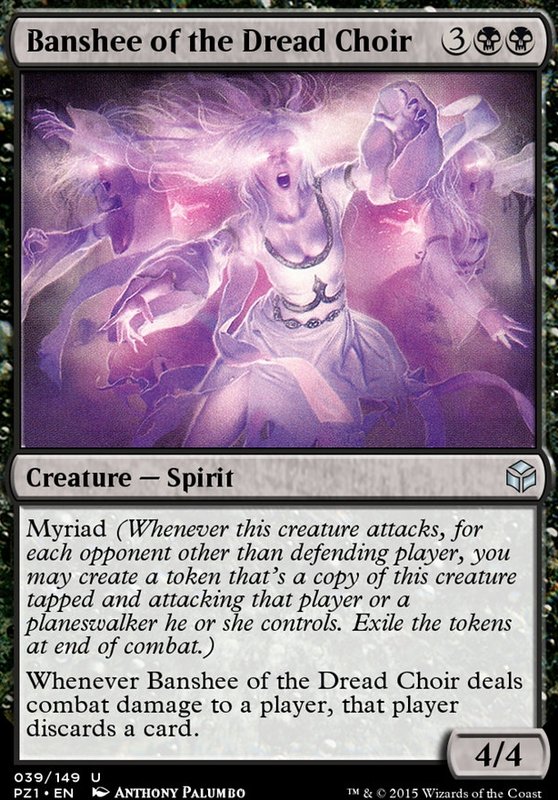 Banshee of the Dread Choir 3
Creature — Spirit
Myriad (Whenever this creature attacks, for
each opponent other than defending player, you
may create a token that's a copy of this creature
tapped and attacking that player or a
planeswalker he or she controls. Exile the tokens
at end of combat.)
Whenever Banshee of the Dread Choir deals
combat damage to a player, that player
discards a card.
4/4
039/149 U
PZ1 • EN Anthony Palumbo ™ & © 2015 Wizards of the Coast